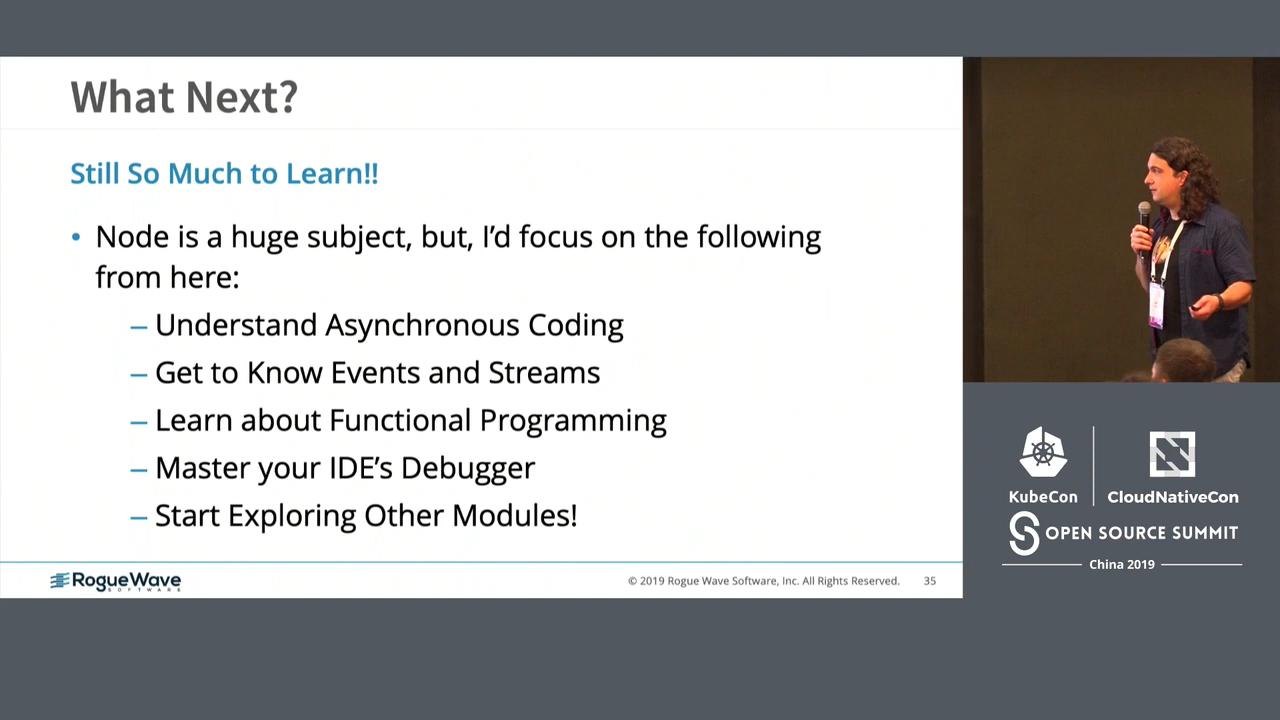 What Next?
Still So Much to Learn!!
• Node is a huge subject, but, I’d focus on the following
from here:
– Understand Asynchronous Coding
– Get to Know Events and Streams
– Learn about Functional Programming
– Master your IDE’s Debugger
– Start Exploring Other Modules!
RogueWave
SOFTWARE
© 2019 Rogue Wave Software, Inc. All Rights Reserved. 35
KubeCon
CloudNativeCon
OPEN SOURCE SUMMIT
China 2019